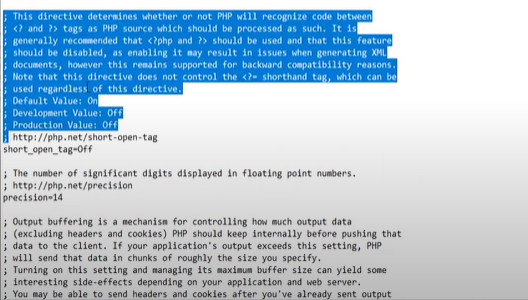 ; This directive determines whether or not PHP will recognize code between
; <? and ?> tags as PHP source which should be processed as such. It is
; generally recommended that <?php and ?> should be used and that this feature
; should be disabled, as enabling it may result in issues when generating XML
; documents, however this remains supported for backward compatibility reasons.
; Note that this directive does not control the <?= shorthand tag, which can be
; used regardless of this directive.
; Default Value: On
; Development Value: Off
; Production Value: Off
; http://php.net/short-open-tag
short_open_tag=Off
; The number of significant digits displayed in floating point numbers.
; http://php.net/precision
precision=14
; Output buffering is a mechanism for controlling how much output data
; (excluding headers and cookies) PHP should keep internally before pushing that
; data to the client. If your application's output exceeds this setting, PHP
; will send that data in chunks of roughly the size you specify.
; Turning on this setting and managing its maximum buffer size can yield some
; interesting side-effects depending on your application and web server.
; You may be able to send headers and cookies after you've already sent output